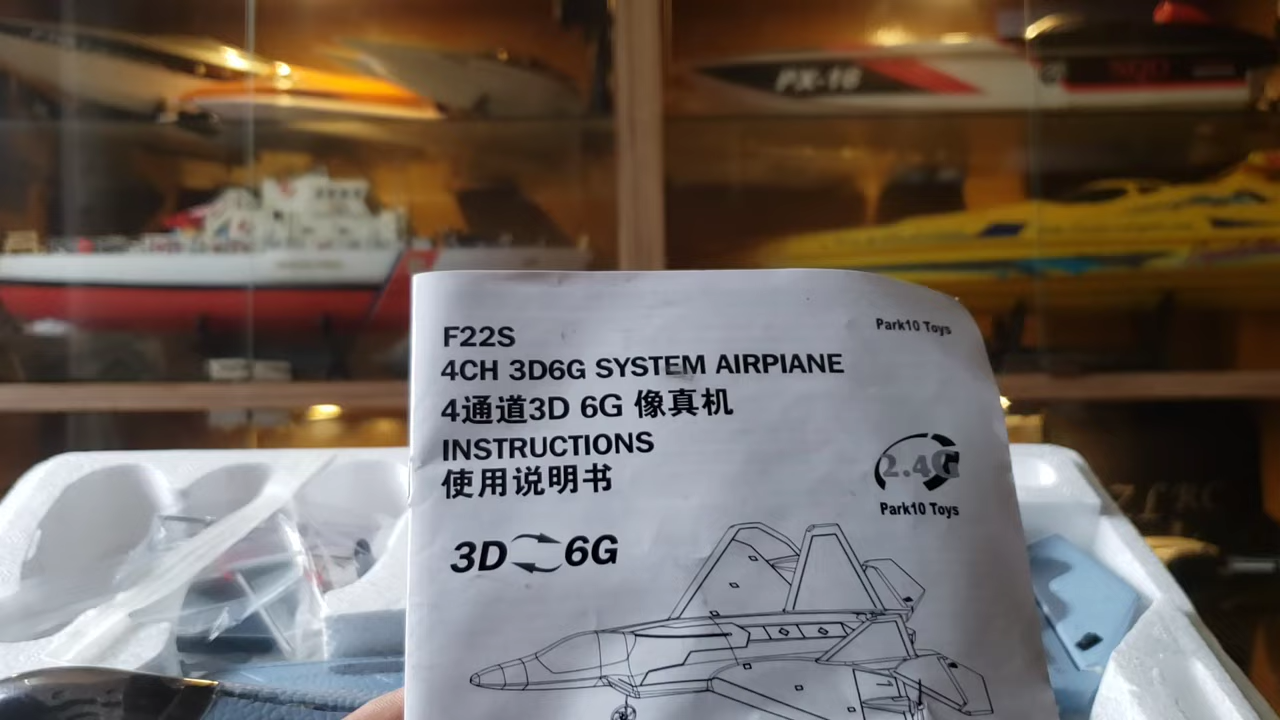 PX-16
F22S
Park10 Toys
4CH 3D6G SYSTEM AIRPIANE
4通道3D 6G 像真机
INSTRUCTIONS
使用说明书
2.4G
Park10 Toys
3D 6G